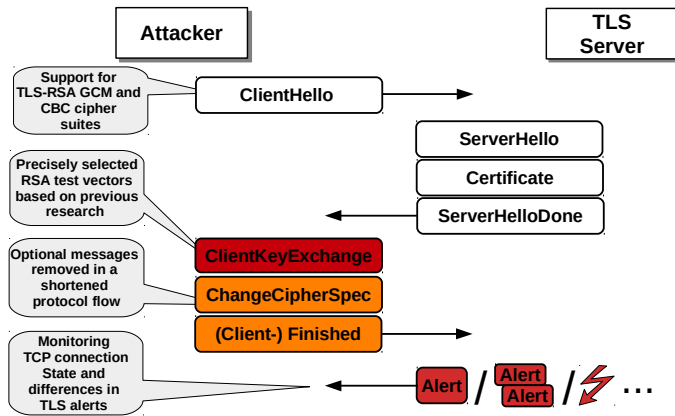 Attacker
TLS
Server
Support for
TLS-RSA GCM and
CBC cipher
suites
ClientHello
ServerHello
Certificate
ServerHelloDone
Precisely selected
RSA test vectors
based on previous
research
ClientKeyExchange
Optional messages
removed in a
shortened
protocol flow
ChangeCipherSpec
(Client-) Finished
Monitoring
TCP connection
State and
differences in
TLS alerts
Alert / Alert / ...
Alert